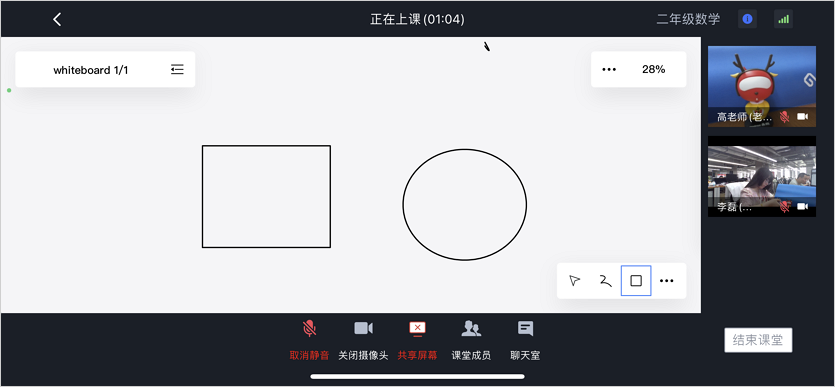 正在上课(01:04)
二年级数学
whiteboard 1/1
28%
高老师(老...
李磊(...
取消静音
关闭摄像头
共享屏幕
课堂成员
聊天室
结束课堂